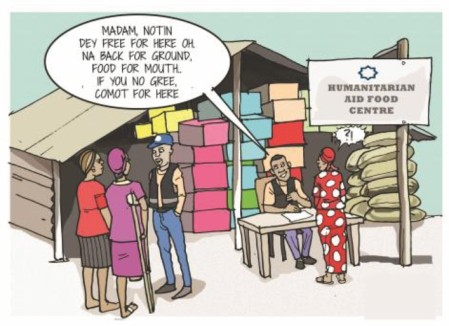 MADAM, NOTIN
DEY FREE FOR HERE OH.
NA BACK FOR GROUND,
FOOD FOR MOUTH.
IF YOU NO GREE,
COMOT FOR HERE
HUMANITARIAN
AID FOOD
CENTRE
?!